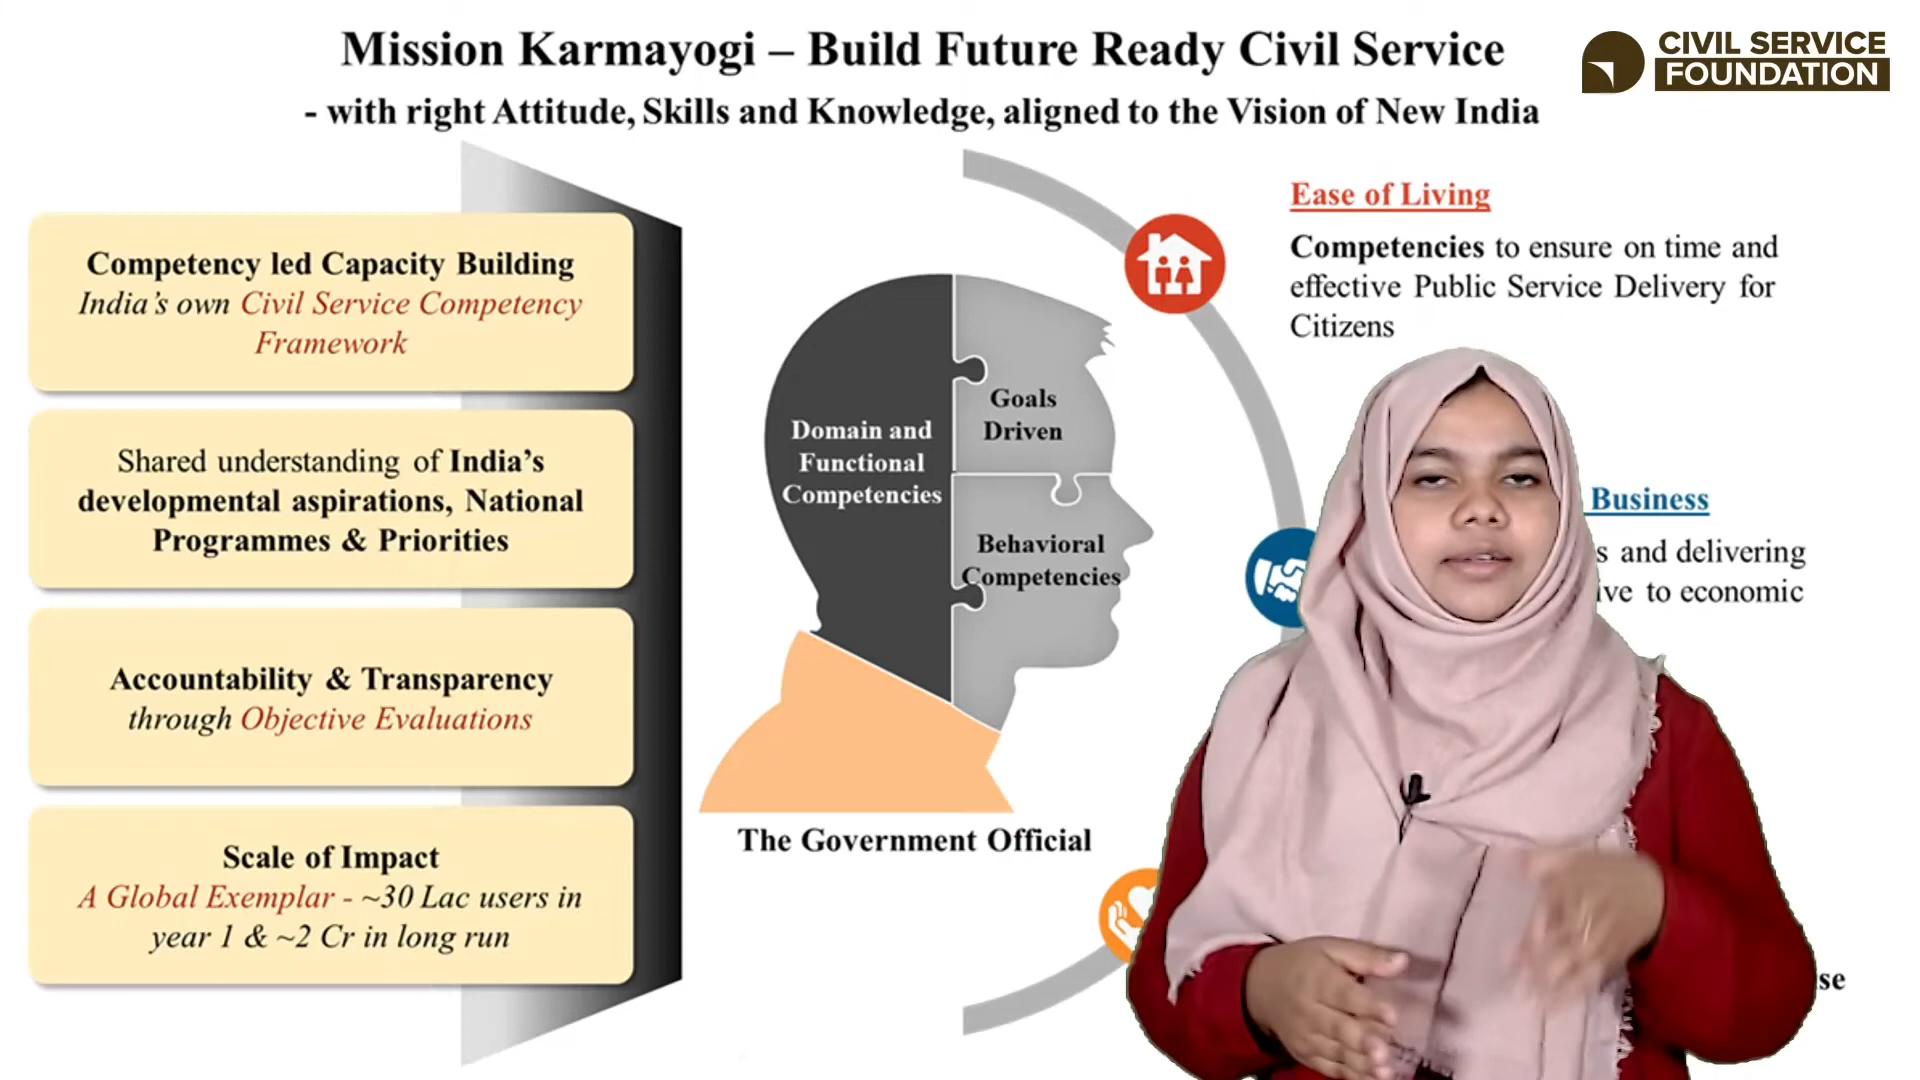 Mission Karmayogi – Build Future Ready Civil Service
- with right Attitude, Skills and Knowledge, aligned to the Vision of New India
CIVIL SERVICE
FOUNDATION
Competency led Capacity Building
India's own Civil Service Competency
Framework
Shared understanding of India's
developmental aspirations, National
Programmes & Priorities
Accountability & Transparency
through Objective Evaluations
Scale of Impact
A Global Exemplar - ~30 Lac users in
year 1 & ~2 Cr in long run
Domain and
Functional
Competencies
Goals
Driven
Behavioral
Competencies
The Government Official
Ease of Living
Competencies to ensure on time and
effective Public Service Delivery for
Citizens
Business
and delivering
to economic